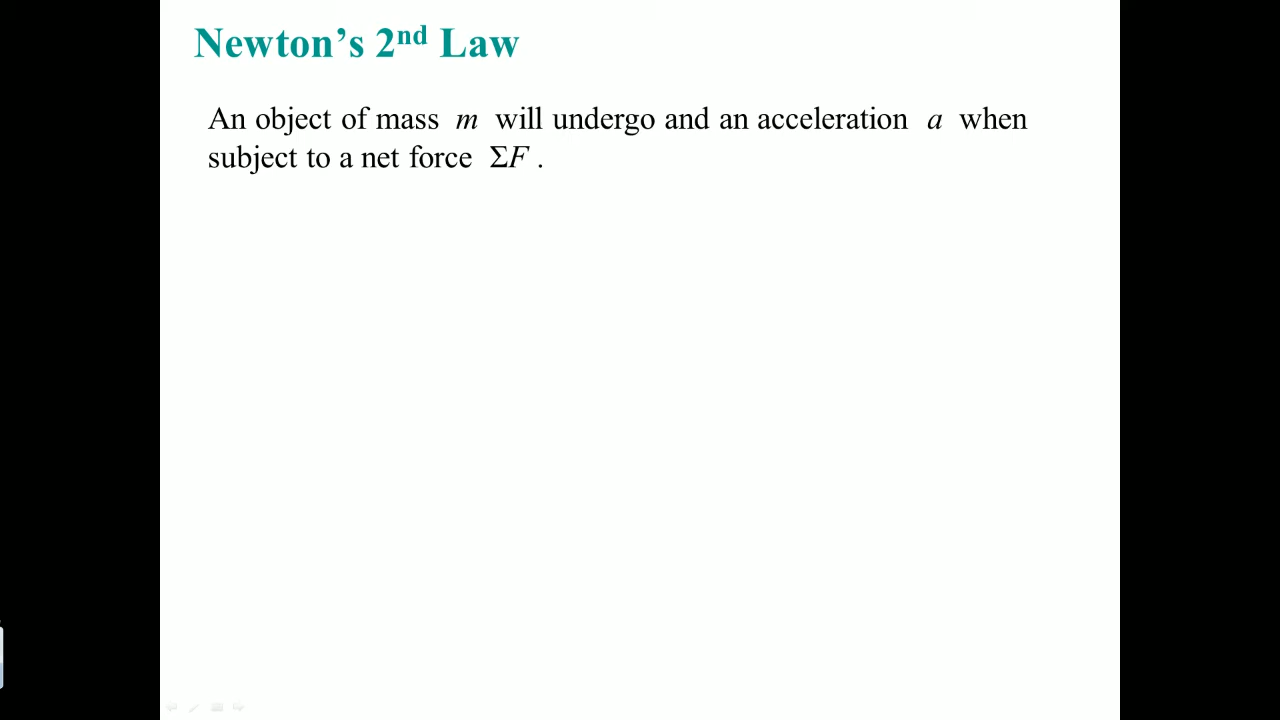 Newton’s 2nd Law
An object of mass m will undergo and an acceleration a when
subject to a net force ΣF .